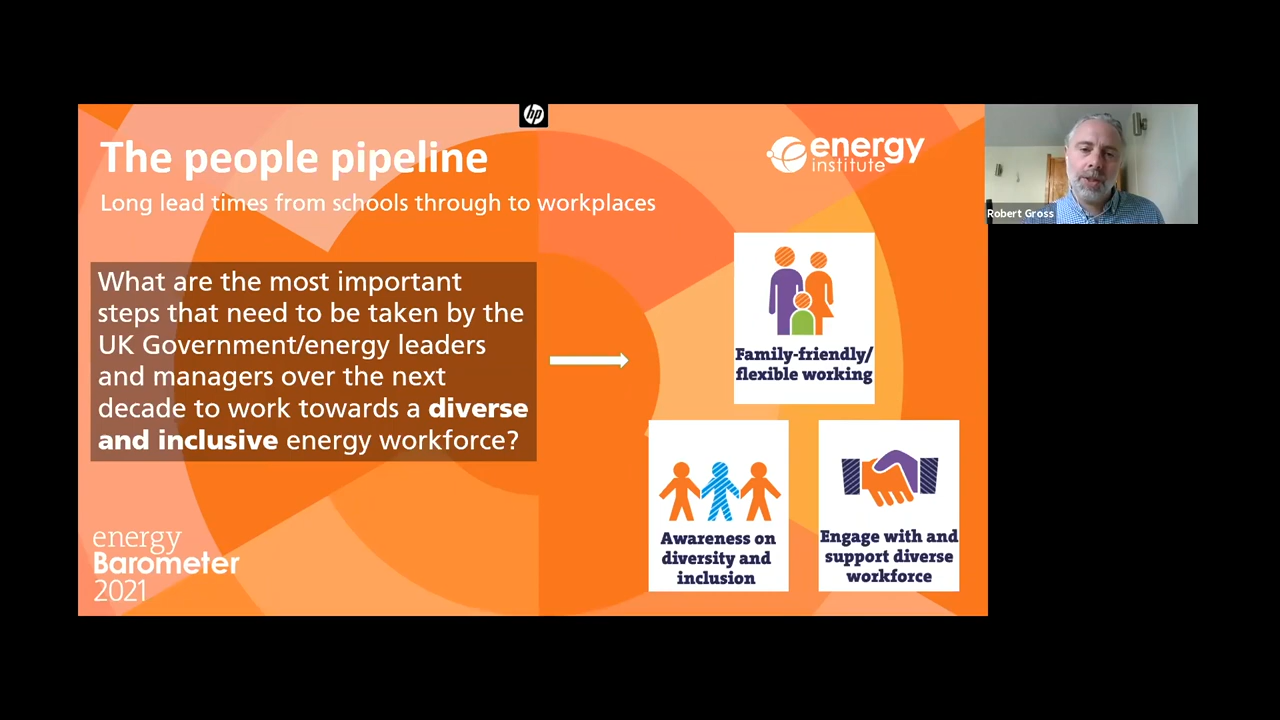 hp
The people pipeline
Long lead times from schools through to workplaces
energy
institute
Robert Gross
What are the most important
steps that need to be taken by the
UK Government/energy leaders
and managers over the next
decade to work towards a diverse
and inclusive energy workforce?
Family-friendly/
flexible working
Awareness on
diversity and
inclusion
Engage with and
support diverse
workforce
energy
Barometer
2021